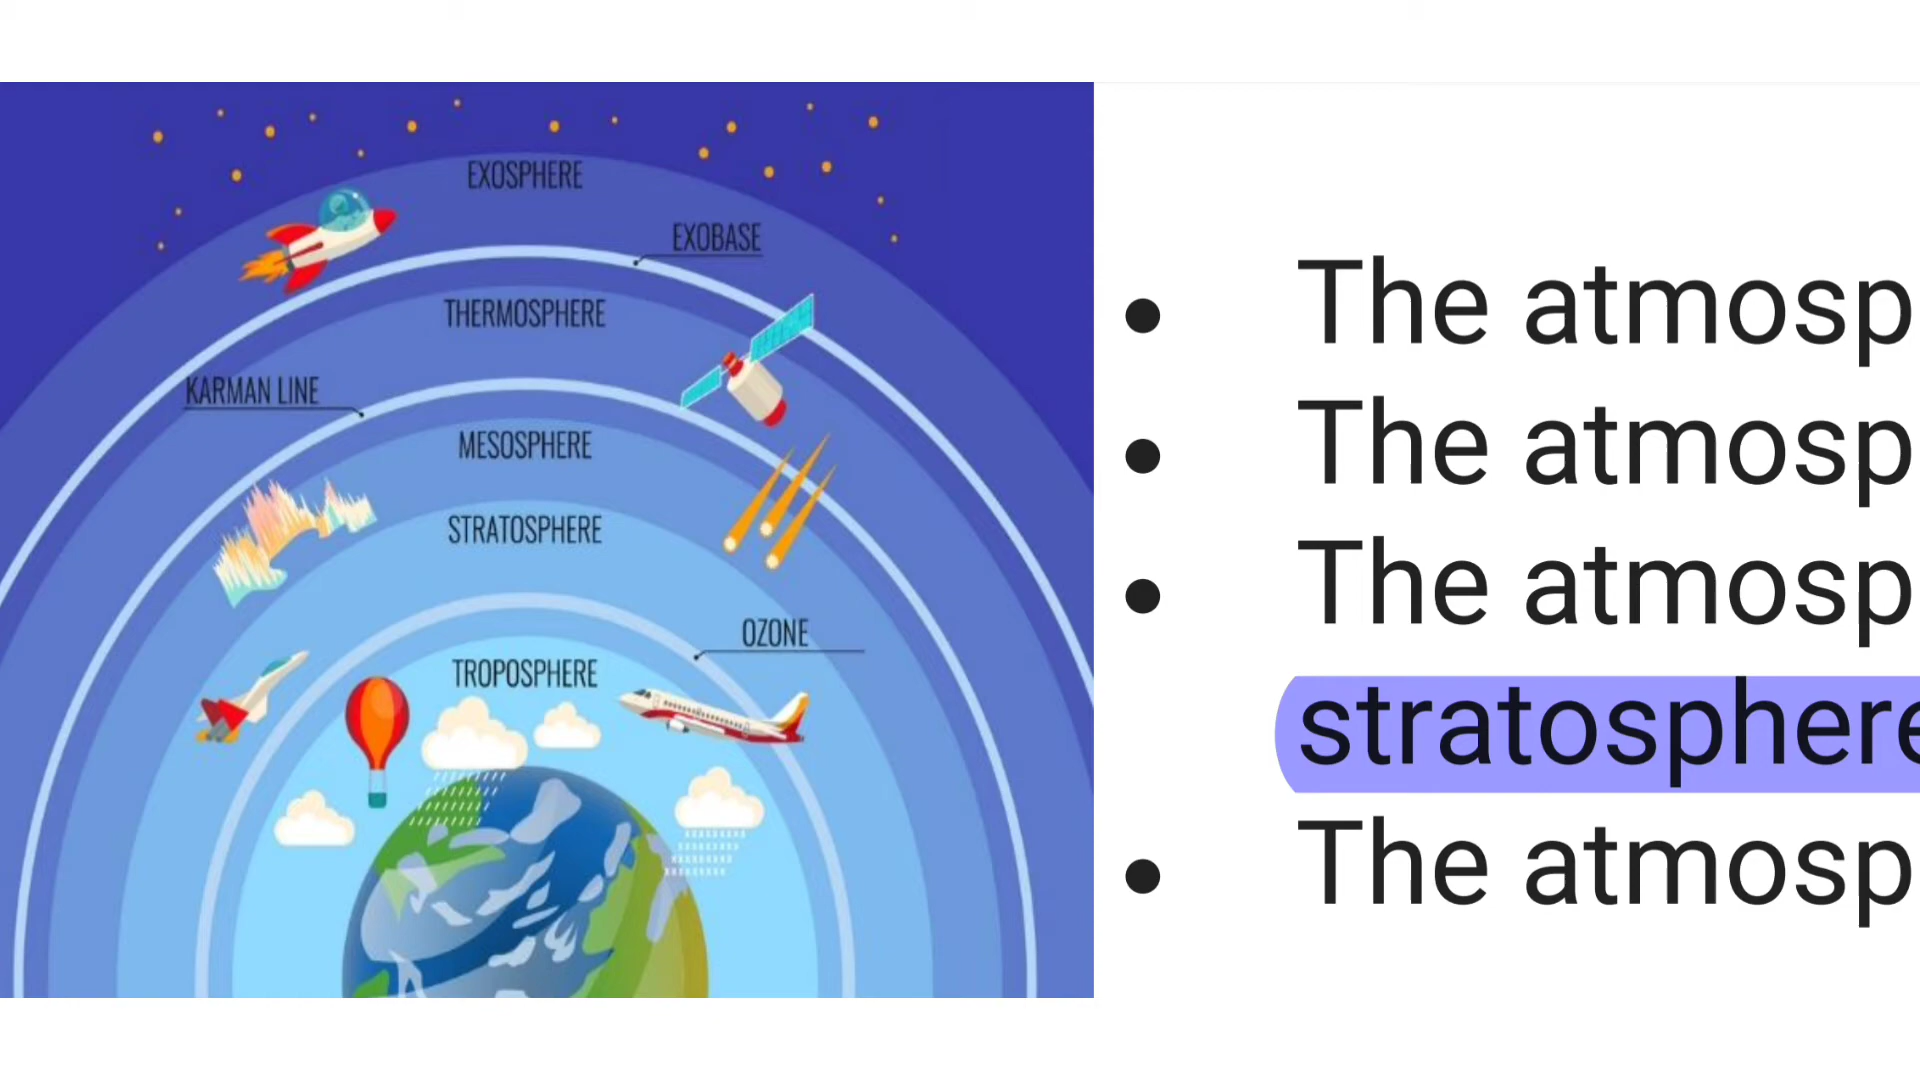 EXOSPHERE
EXOBASE
THERMOSPHERE
KARMAN LINE
MESOSPHERE
STRATOSPHERE
OZONE
TROPOSPHERE
• The atmosp
• The atmosp
• The atmosp
stratosphere
• The atmosp